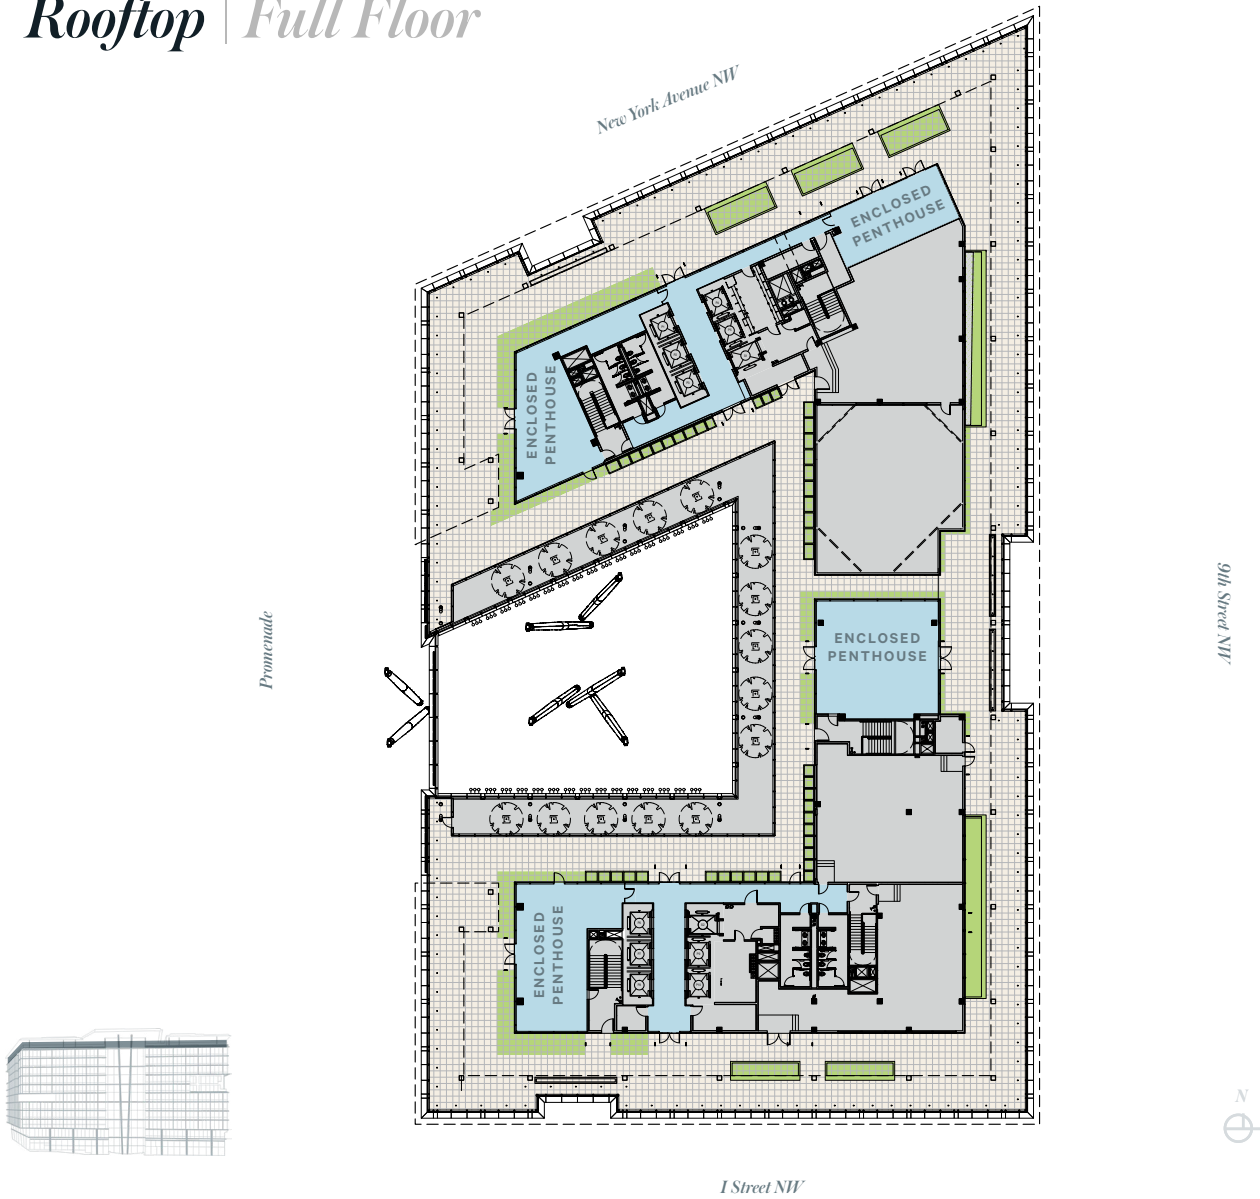 Rooftop | Full Floor
New York Avenue NW
ENCLOSED
PENTHOUSE
ENCLOSED
PENTHOUSE
9th Street NW
Promenade
ENCLOSED
PENTHOUSE
ENCLOSED
PENTHOUSE
N
I Street NW